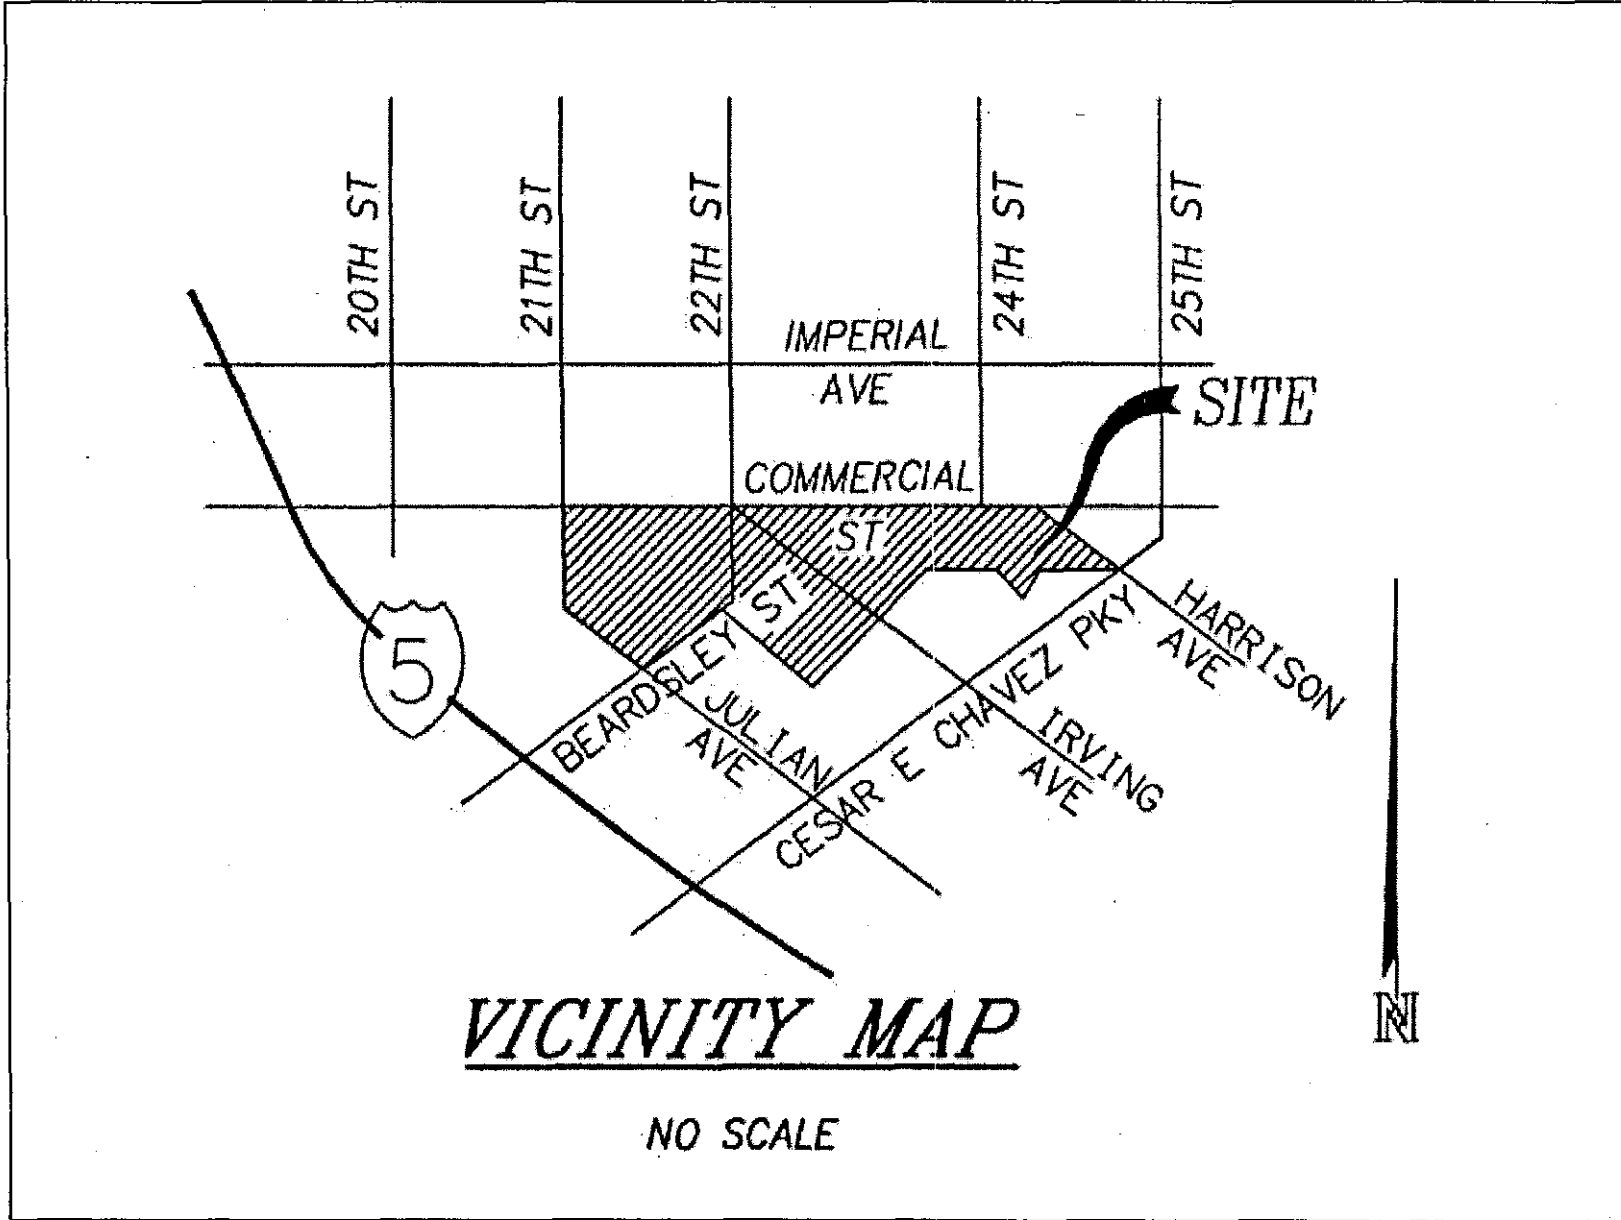 20TH ST
21TH ST
22TH ST
24TH ST
25TH ST
IMPERIAL
AVE
SITE
COMMERCIAL
ST
5
BEARDSLEY ST
JULIAN
AVE
CESAR E CHAVEZ PKY
HARRISON
AVE
IRVING
AVE
VICINITY MAP
N
NO SCALE